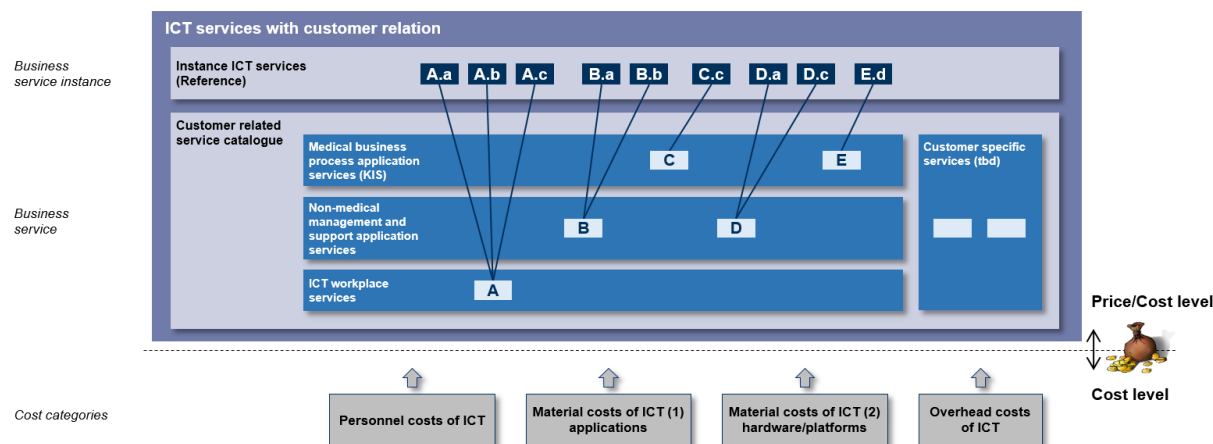 ICT services with customer relation
Business
service instance
Instance ICT services
(Reference)
A.a
A.b
A.c
B.a
B.b
C.c
D.a
D.c
E.d
Customer related
service catalogue
Medical business
process application
services (KIS)
C
E
Customer specific
services (tbd)
Business
service
Non-medical
management and
support application
services
B
D
ICT workplace
services
A
Price/Cost level
Cost level
Cost categories
Personnel costs of ICT
Material costs of ICT (1)
applications
Material costs of ICT (2)
hardware/platforms
Overhead costs
of ICT